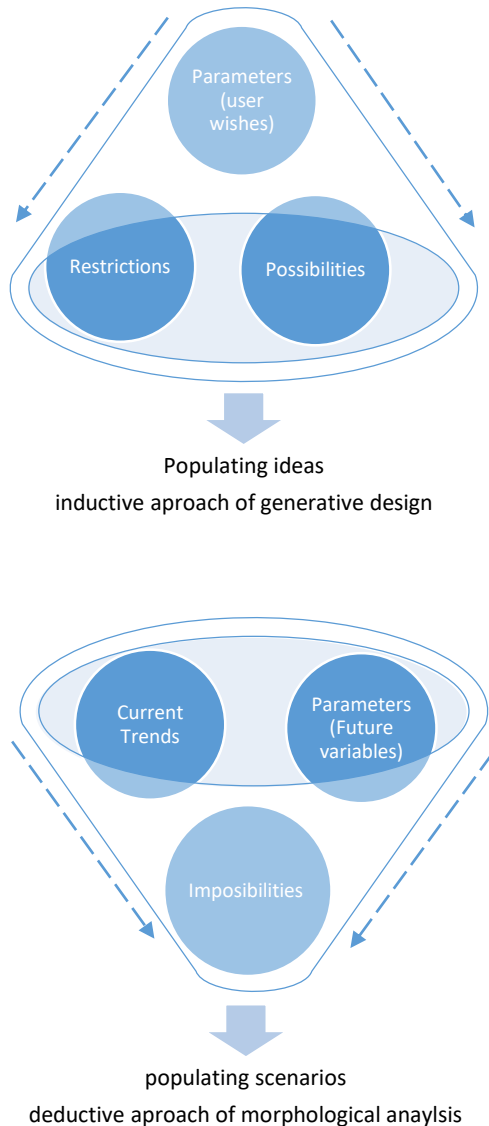 Parameters
(user
wishes)
Restrictions
Possibilities
Populating ideas
inductive aproach of generative design
Current
Trends
Parameters
(Future
variables)
Imposibilities
populating scenarios
deductive aproach of morphological anaylsis